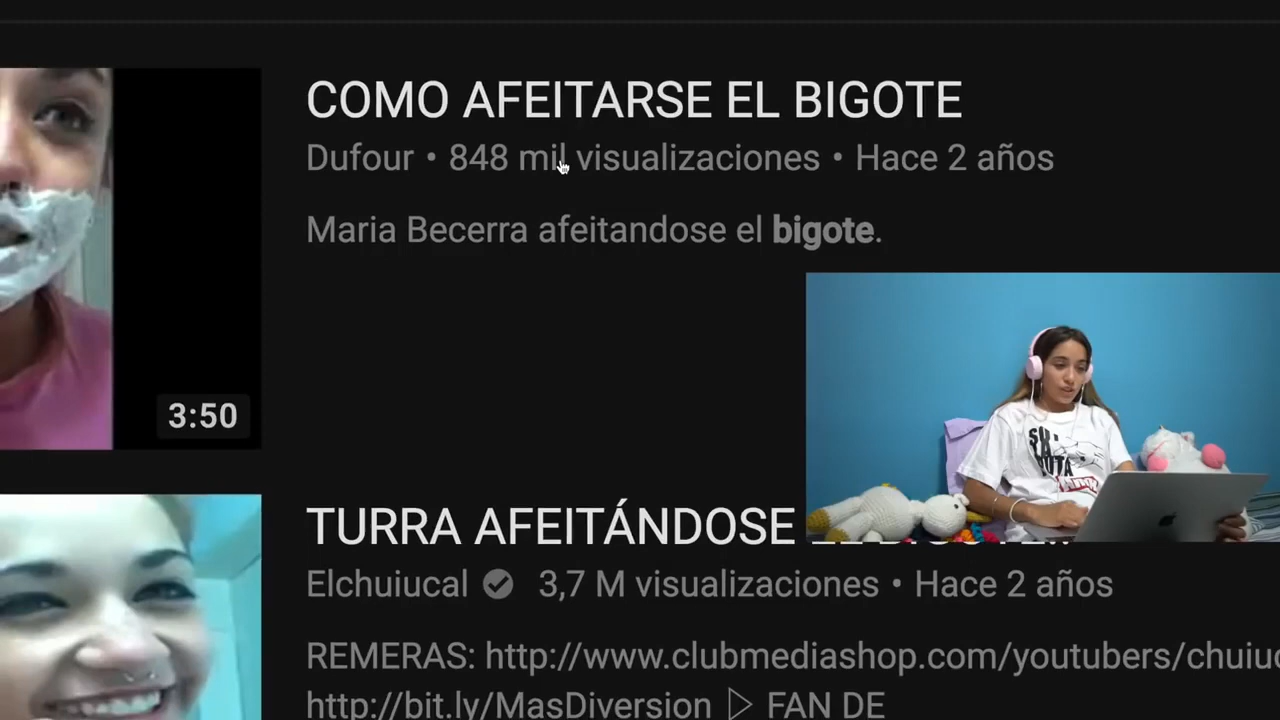 COMO AFEITARSE EL BIGOTE
Dufour • 848 mil visualizaciones • Hace 2 años
Maria Becerra afeitandose el bigote.
3:50
TURRA AFEITÁNDOSE
Elchuiucal 3,7 M visualizaciones • Hace 2 años
REMERAS: http://www.clubmediashop.com/youtubers/chuiuc
http://bit.ly/MasDiversion ▷ FAN DE